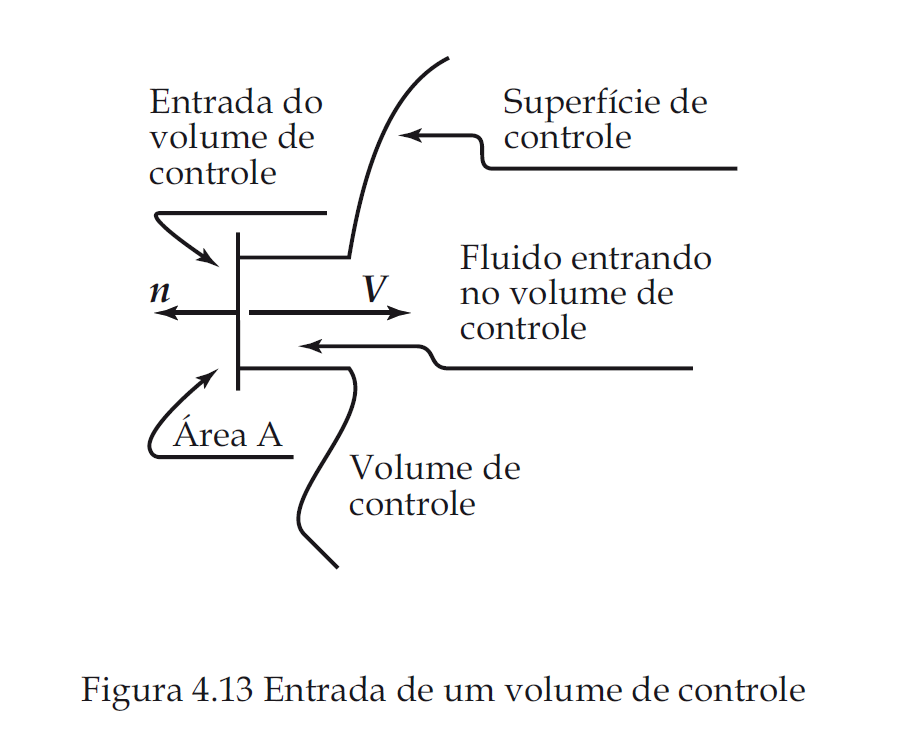 Entrada do
volume de
controle
Superfície de
controle
n
V
Fluido entrando
no volume de
controle
Área A
Volume de
controle
Figura 4.13 Entrada de um volume de controle